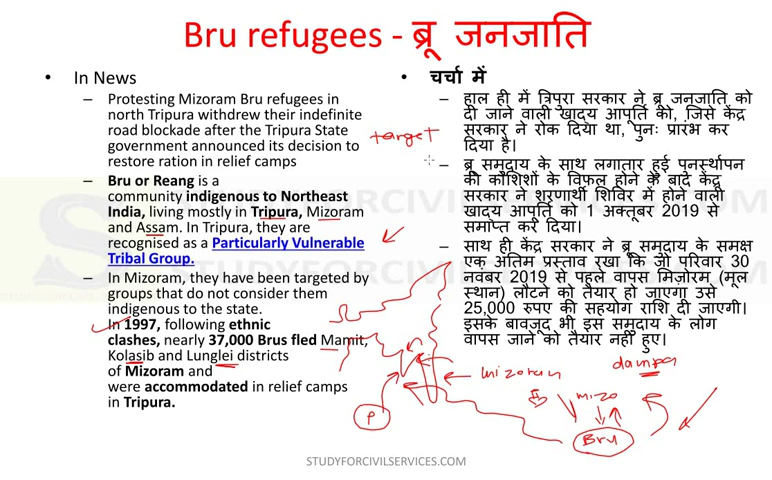 Bru refugees - ब्रू जनजाति
• In News
– Protesting Mizoram Bru refugees in
north Tripura withdrew their indefinite
road blockade after the Tripura State
government announced its decision to
restore ration in relief camps
– Bru or Reang is a
community indigenous to Northeast
India, living mostly in Tripura, Mizoram
and Assam. In Tripura, they are
recognised as a Particularly Vulnerable
Tribal Group.
– In Mizoram, they have been targeted by
groups that do not consider them
indigenous to the state.
– In 1997, following ethnic
clashes, nearly 37,000 Brus fled Mamit,
Kolasib and Lunglei districts
of Mizoram and
were accommodated in relief camps
in Tripura.
• चर्चा में
– हाल ही में त्रिपुरा सरकार ने ब्रू जनजाति को
दी जाने वाली खाद्य आपूर्ति को, जिसे केंद्र
सरकार ने रोक दिया था, पुनः प्रारंभ कर
दिया है।
– ब्रू समुदाय के साथ लगातार हुई पुनर्स्थापन
की कोशिशों के विफल होने के बाद केंद्र
सरकार ने शरणार्थी शिविर में होने वाली
खाद्य आपूर्ति को 1 अक्तूबर 2019 से
समाप्त कर दिया।
– साथ ही केंद्र सरकार ने ब्रू समुदाय के समक्ष
एक अंतिम प्रस्ताव रखा कि जो परिवार 30
नवंबर 2019 से पहले वापस मिज़ोरम (मूल
स्थान) लौटने को तैयार हो जाएगा उसे
25,000 रुपए की सहयोग राशि दी जाएगी।
इसके बावजूद भी इस समुदाय के लोग
वापस जाने को तैयार नहीं हुए।
target
mizoram
dampa
mizo
Bru
P
STUDYFORCIVILSERVICES.COM